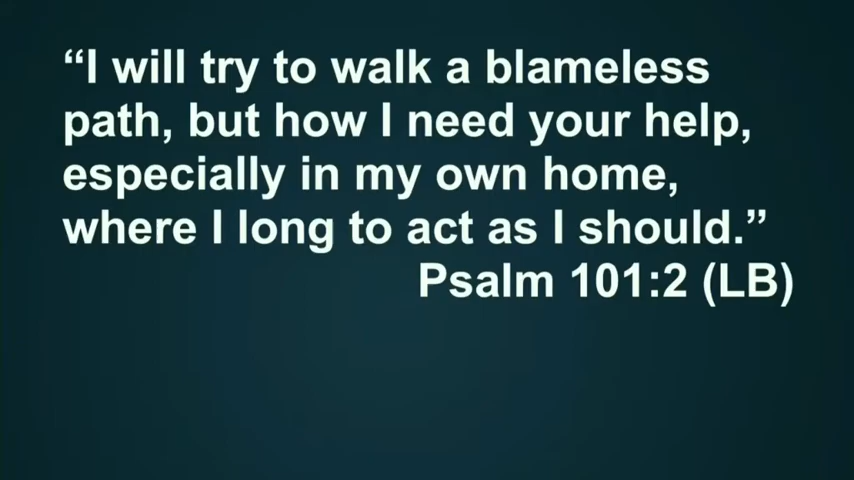 “I will try to walk a blameless
path, but how I need your help,
especially in my own home,
where I long to act as I should.”
Psalm 101:2 (LB)